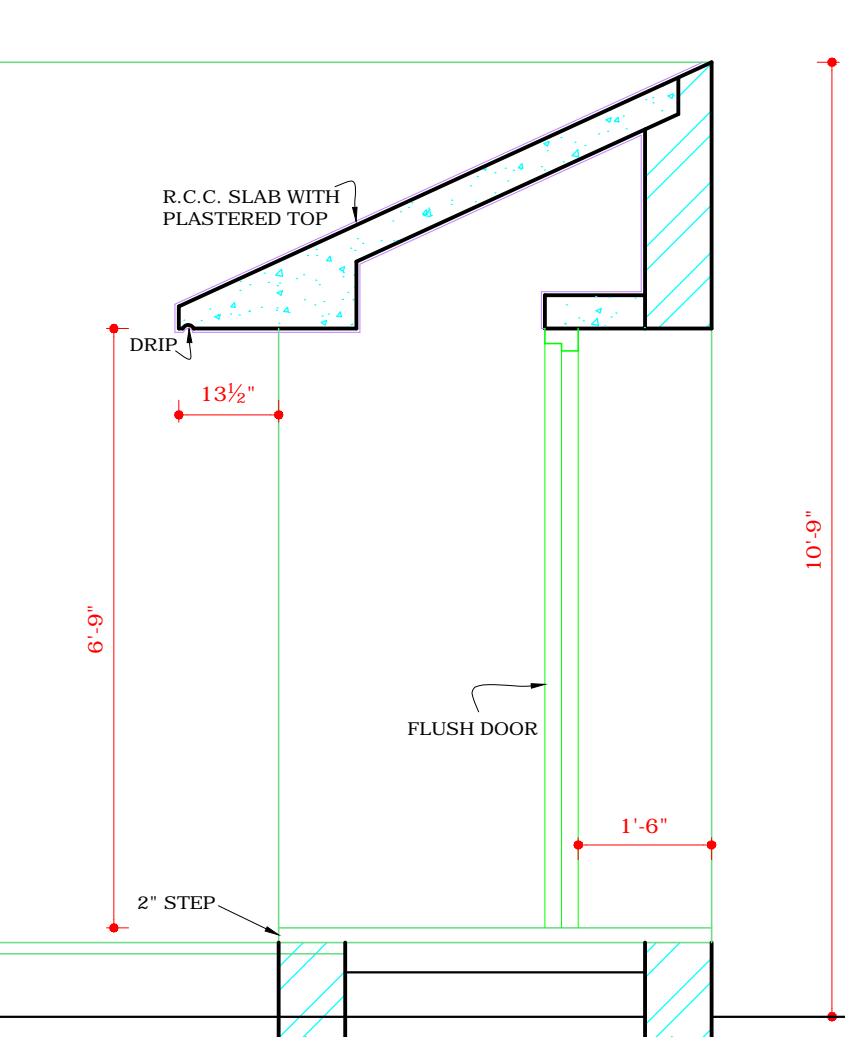 R.C.C. SLAB WITH
PLASTERED TOP
DRIP
13½"
10'-9"
6'-9"
FLUSH DOOR
1'-6"
2" STEP